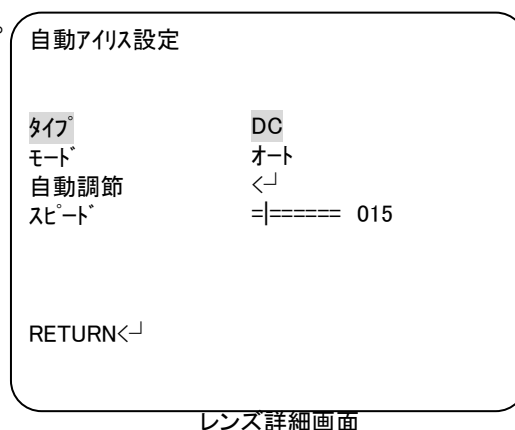 自動アイリス設定
ﾀｲﾌﾟ DC
ﾓｰﾄﾞ ｵｰﾄ
自動調節 <┘
ｽﾋﾟｰﾄﾞ =|====== 015
RETURN<┘
レンズ詳細画面